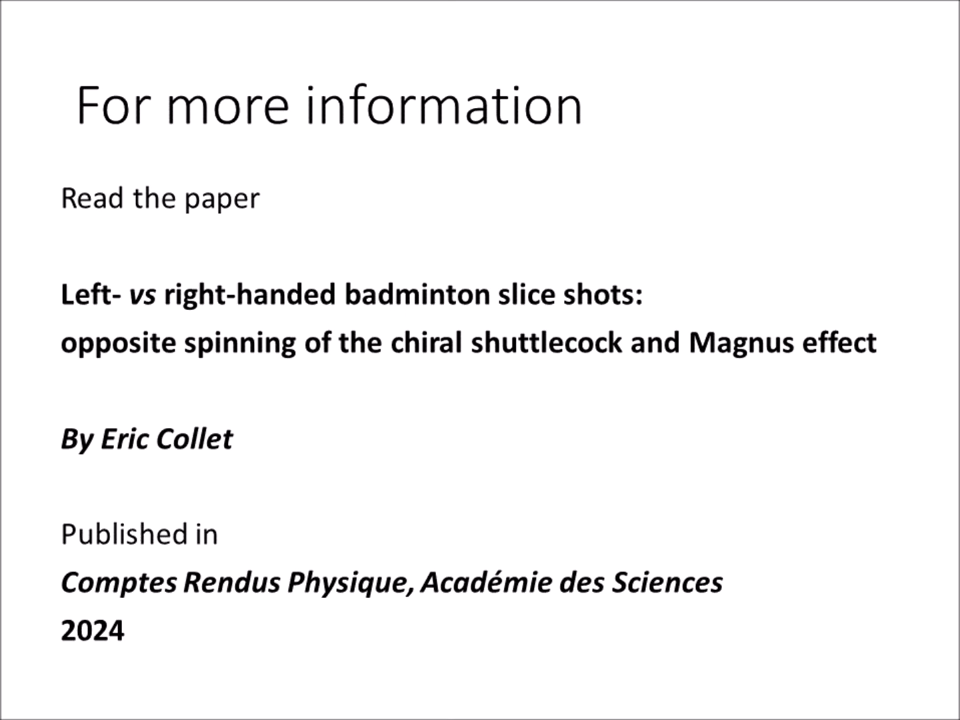 For more information
Read the paper
Left- vs right-handed badminton slice shots:
opposite spinning of the chiral shuttlecock and Magnus effect
By Eric Collet
Published in
Comptes Rendus Physique, Académie des Sciences
2024